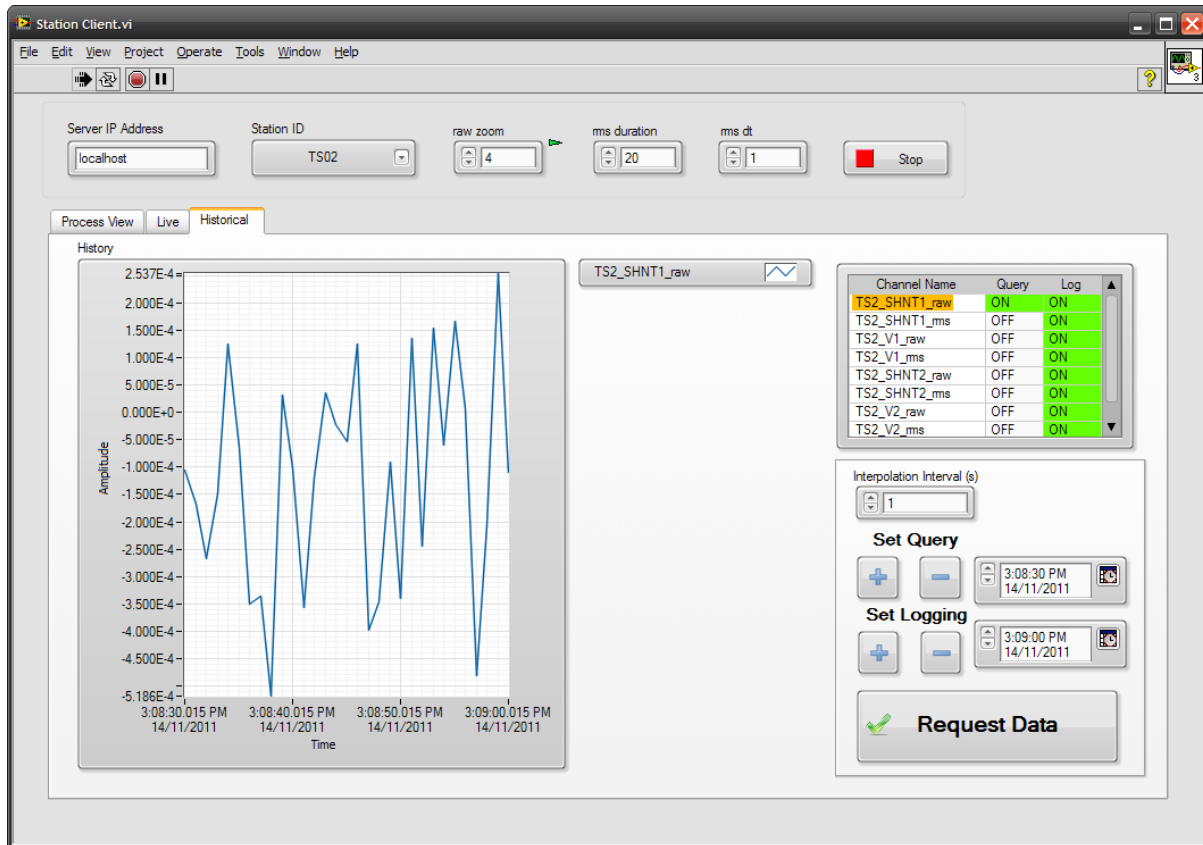 Station Client.vi
File Edit View Project Operate Tools Window Help
3
Server IP Address
localhost
Station ID
TS02
raw zoom
4
rms duration
20
rms dt
1
Stop
Process View
Live
Historical
History
Amplitude
2.537E-4
2.000E-4
1.500E-4
1.000E-4
5.000E-5
0.000E+0
-5.000E-5
-1.000E-4
-1.500E-4
-2.000E-4
-2.500E-4
-3.000E-4
-3.500E-4
-4.000E-4
-4.500E-4
-5.186E-4
3:08:30.015 PM 3:08:40.015 PM 3:08:50.015 PM 3:09:00.015 PM
14/11/2011 14/11/2011 14/11/2011 14/11/2011
Time
TS2_SHNT1_raw
Channel Name Query Log
TS2_SHNT1_raw ON ON
TS2_SHNT1_rms OFF ON
TS2_V1_raw OFF ON
TS2_V1_rms OFF ON
TS2_SHNT2_raw OFF ON
TS2_SHNT2_rms OFF ON
TS2_V2_raw OFF ON
TS2_V2_rms OFF ON
Interpolation Interval (s)
1
Set Query
3:08:30 PM
14/11/2011
Set Logging
3:09:00 PM
14/11/2011
Request Data